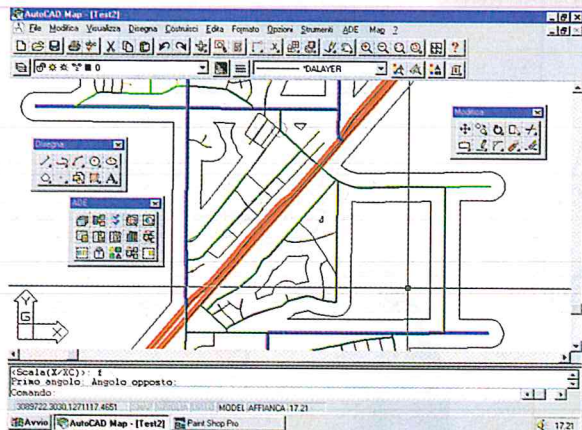 AutoCAD Map - [Test2]
File Modifica Visualizza Disegna Costruisci Edita Formato Opzioni Strumenti ADE Map ?
0
DALAYER
Modifica
Disegna
A
ADE
Y
G
X
(Scala(X/XC)): f
Primo angolo: Angolo opposto:
Comando:
3089722.3030,1271117.4651 MODEL AFFIANCA 17.21
Avvio AutoCAD Map - [Test2] Paint Shop Pro 17.21